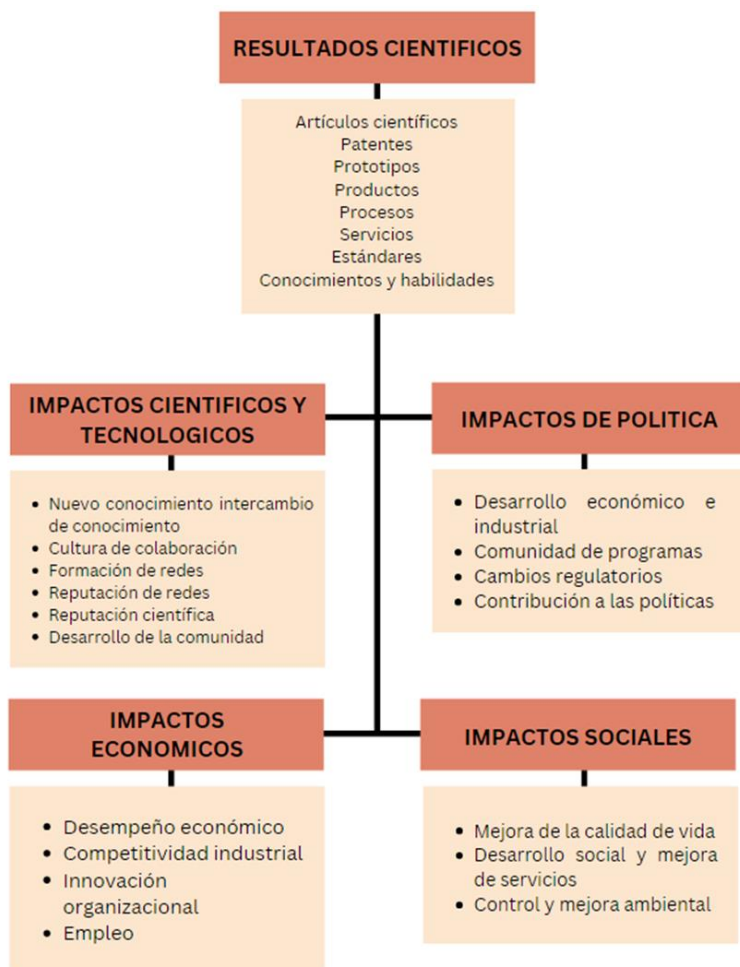 RESULTADOS CIENTIFICOS
Artículos científicos
Patentes
Prototipos
Productos
Procesos
Servicios
Estándares
Conocimientos y habilidades
IMPACTOS CIENTIFICOS Y
TECNOLOGICOS
• Nuevo conocimiento intercambio
de conocimiento
• Cultura de colaboración
• Formación de redes
• Reputación de redes
• Reputación científica
• Desarrollo de la comunidad
IMPACTOS DE POLITICA
• Desarrollo económico e
industrial
• Comunidad de programas
• Cambios regulatorios
• Contribución a las políticas
IMPACTOS
ECONOMICOS
• Desempeño económico
• Competitividad industrial
• Innovación
organizacional
• Empleo
IMPACTOS SOCIALES
• Mejora de la calidad de vida
• Desarrollo social y mejora
de servicios
• Control y mejora ambiental